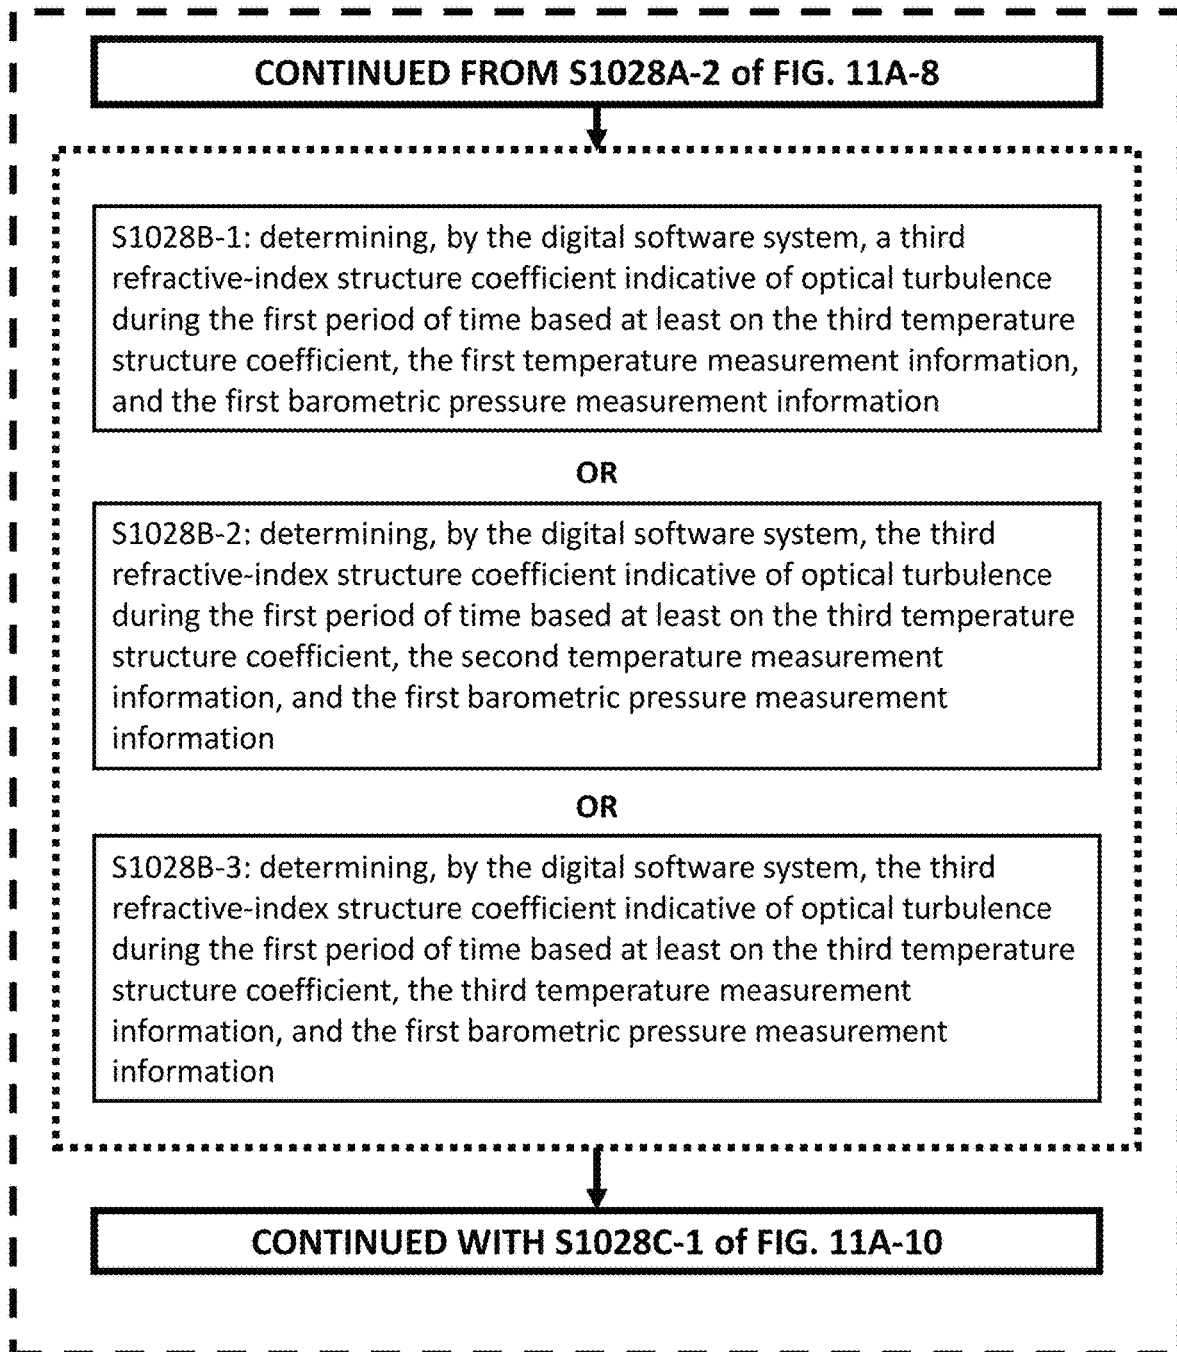 CONTINUED FROM S1028A-2 of FIG. 11A-8
S1028B-1: determining, by the digital software system, a third
refractive-index structure coefficient indicative of optical turbulence
during the first period of time based at least on the third temperature
structure coefficient, the first temperature measurement information,
and the first barometric pressure measurement information
OR
S1028B-2: determining, by the digital software system, the third
refractive-index structure coefficient indicative of optical turbulence
during the first period of time based at least on the third temperature
structure coefficient, the second temperature measurement
information, and the first barometric pressure measurement
information
OR
S1028B-3: determining, by the digital software system, the third
refractive-index structure coefficient indicative of optical turbulence
during the first period of time based at least on the third temperature
structure coefficient, the third temperature measurement
information, and the first barometric pressure measurement
information
CONTINUED WITH S1028C-1 of FIG. 11A-10